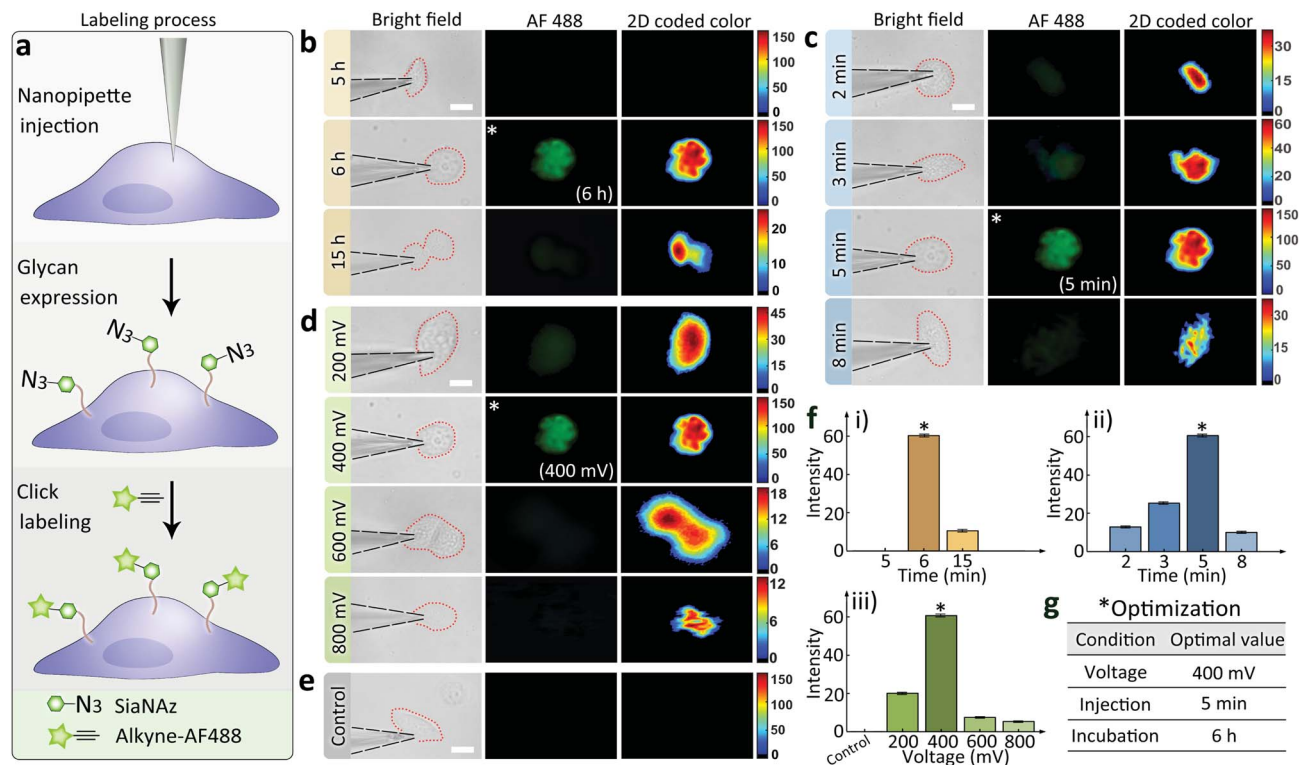 Labeling process
a
Nanopipette
injection
Glycan
expression
N3
N3
N3
Click
labeling
N3 SiaNAz
Alkyne-AF488
b
Bright field AF 488 2D coded color
5 h
150
100
50
0
6 h
*
(6 h)
150
100
50
0
15 h
24
20
10
0
c
Bright field AF 488 2D coded color
2 min
30
15
0
3 min
60
40
20
0
5 min
*
(5 min)
150
100
50
0
8 min
30
15
0
d
200 mV
45
30
15
0
400 mV
*
(400 mV)
150
100
50
0
600 mV
18
12
6
0
800 mV
12
8
4
0
e
Control
150
100
50
0
f
i)
Intensity
60
40
20
0
*
5 6 15
Time (min)
ii)
Intensity
60
40
20
0
*
2 3 5 8
Time (min)
iii)
Intensity
60
40
20
0
*
Control 200 400 600 800
Voltage (mV)
g
*Optimization
Condition Optimal value
Voltage 400 mV
Injection 5 min
Incubation 6 h